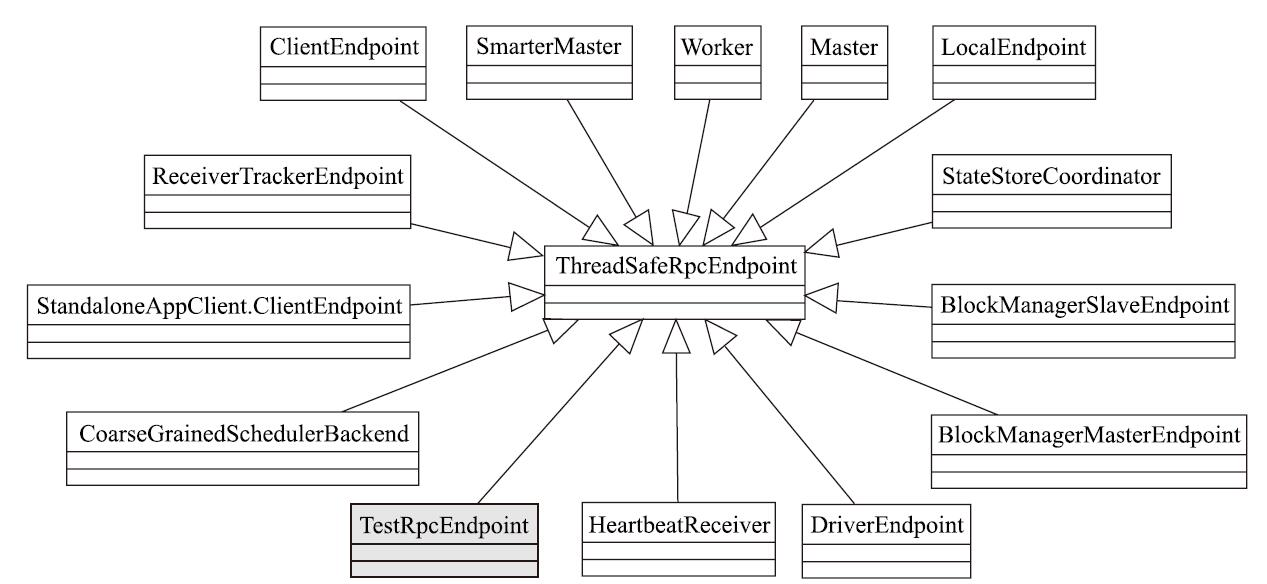 ClientEndpoint
SmarterMaster
Worker
Master
LocalEndpoint
ReceiverTrackerEndpoint
StateStoreCoordinator
ThreadSafeRpcEndpoint
StandaloneAppClient.ClientEndpoint
BlockManagerSlaveEndpoint
CoarseGrainedSchedulerBackend
BlockManagerMasterEndpoint
TestRpcEndpoint
HeartbeatReceiver
DriverEndpoint